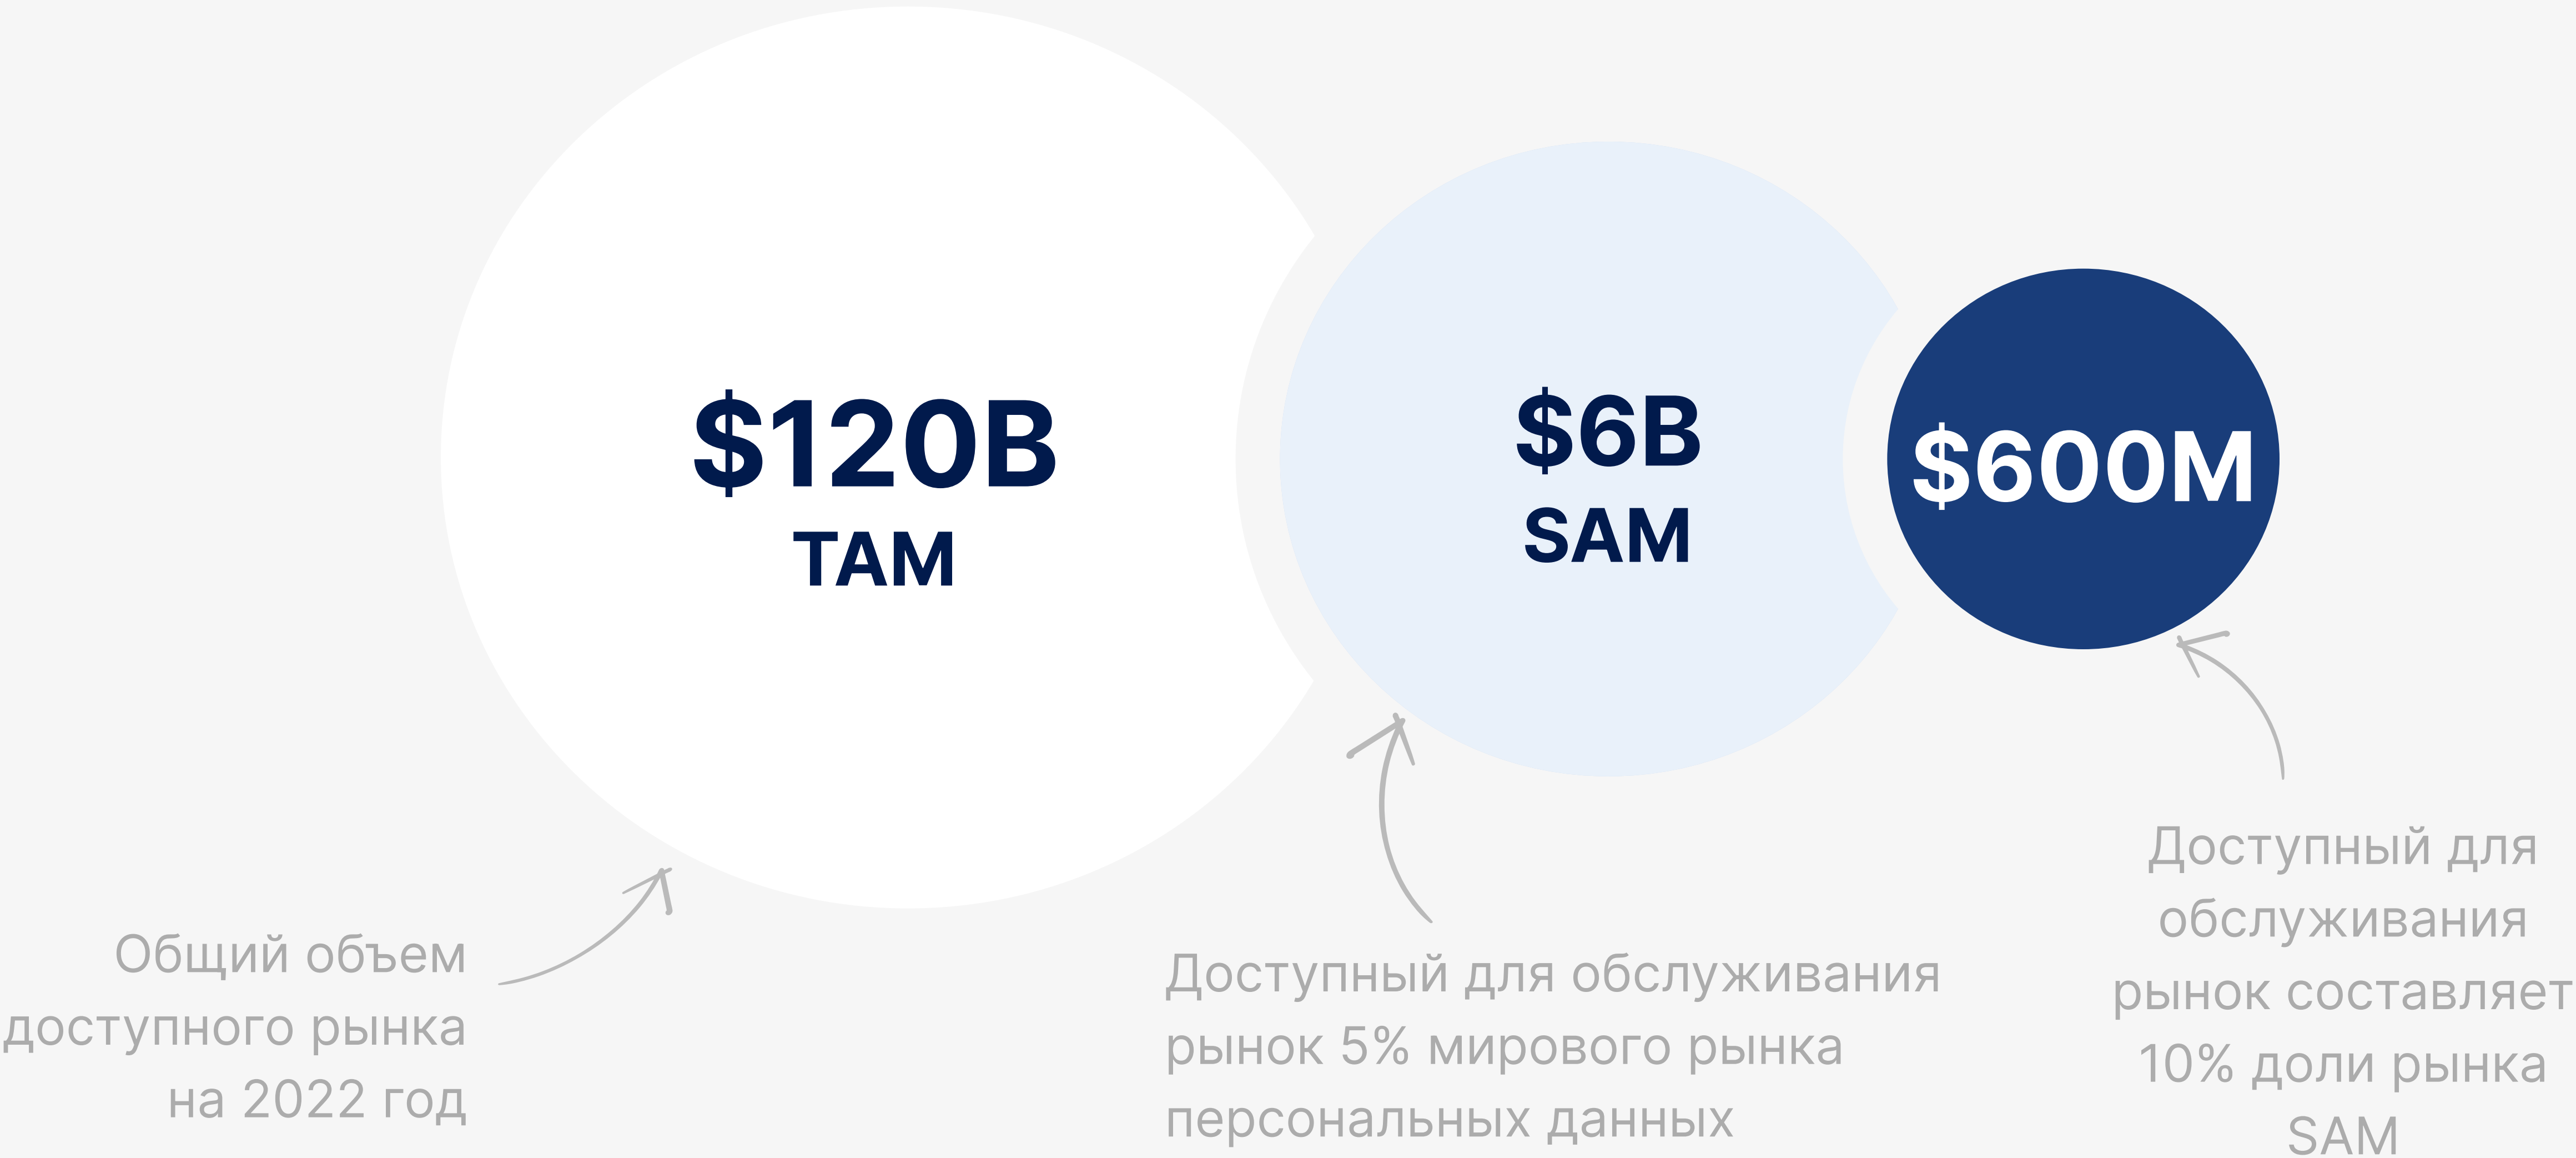 $120B
TAM
$6B
SAM
$600M
Общий объем
доступного рынка
на 2022 год
Доступный для обслуживания
рынок 5% мирового рынка
персональных данных
Доступный для
обслуживания
рынок составляет
10% доли рынка
SAM